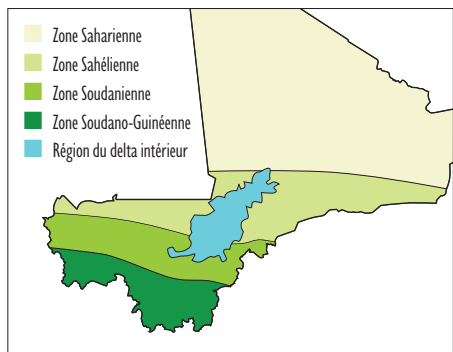 Zone Saharienne
Zone Sahélienne
Zone Soudanienne
Zone Soudano-Guinéenne
Région du delta intérieur